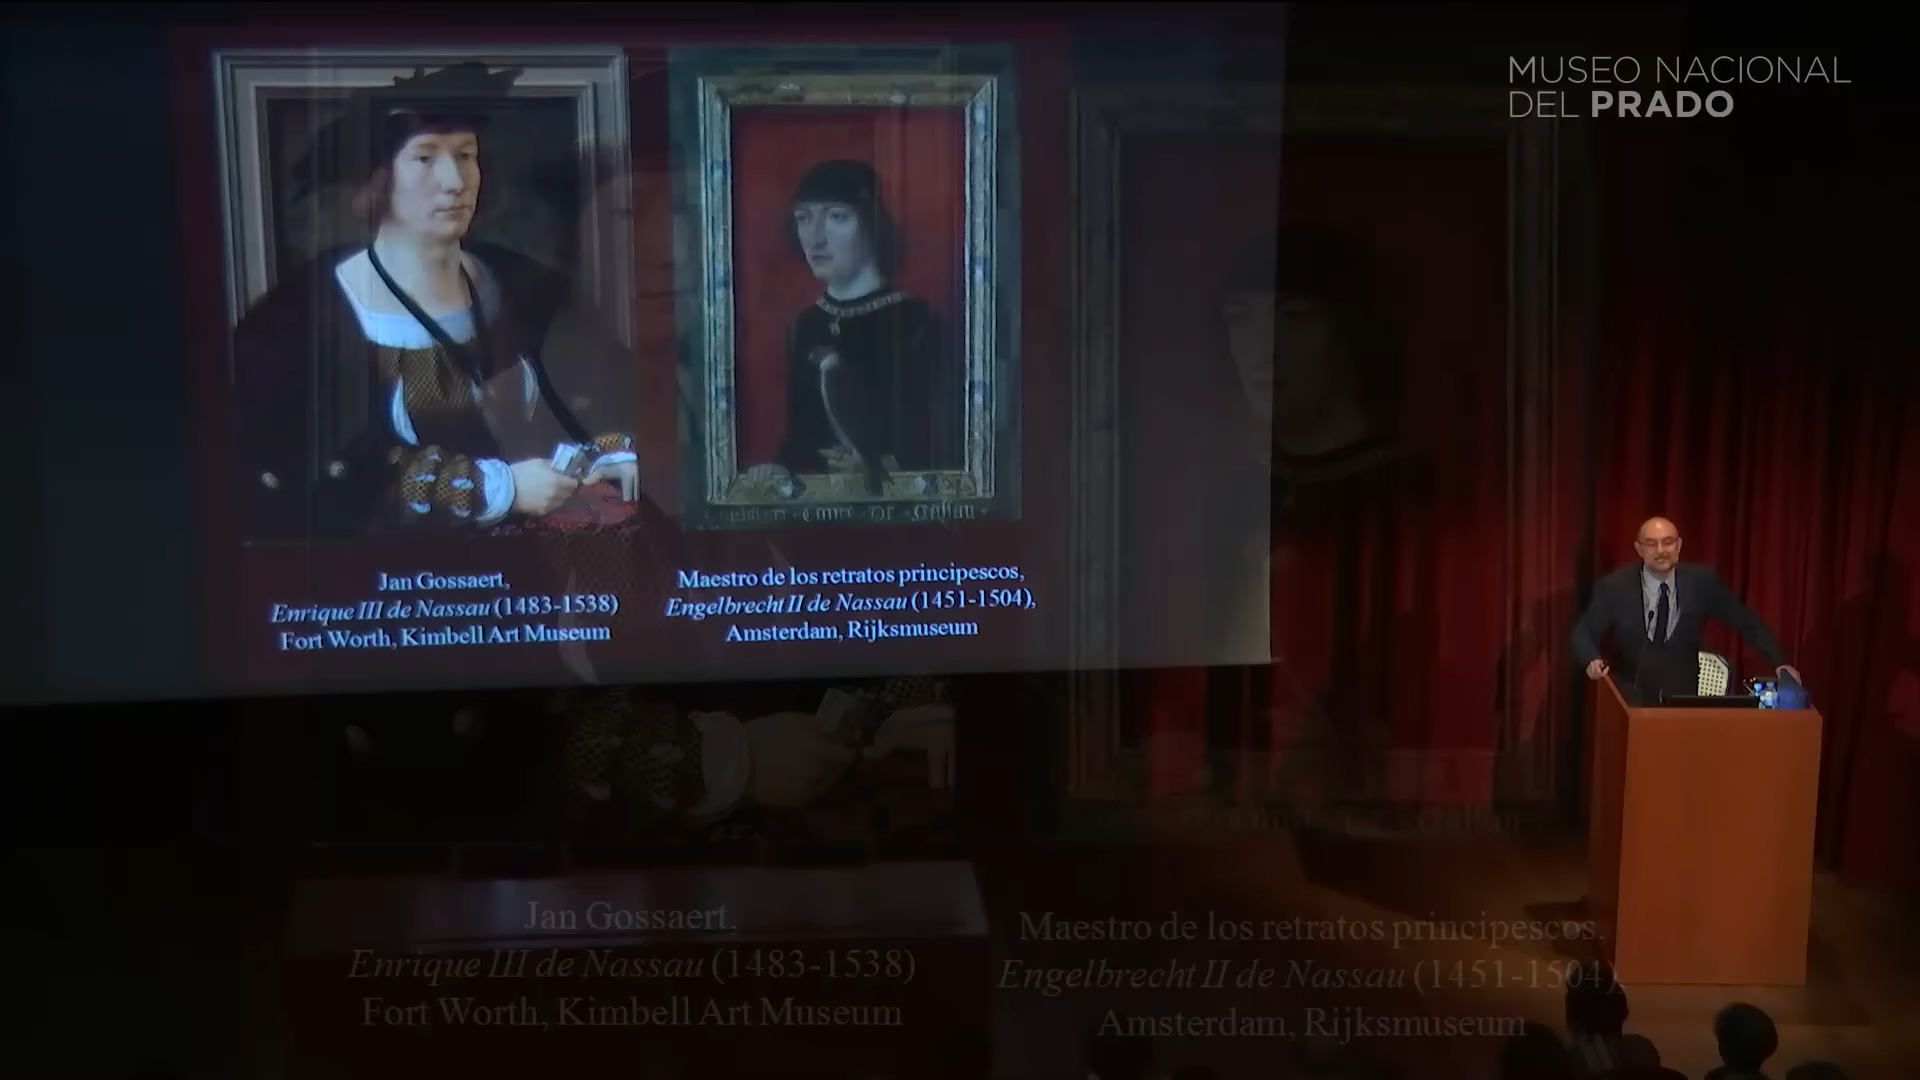 MUSEO NACIONAL
DEL PRADO
Jan Gossaert,
Enrique III de Nassau (1483-1538)
Fort Worth, Kimbell Art Museum
Maestro de los retratos principescos,
Engelbrecht II de Nassau (1451-1504),
Amsterdam, Rijksmuseum
Jan Gossaert,
Enrique III de Nassau (1483-1538)
Fort Worth, Kimbell Art Museum
Maestro de los retratos principescos,
Engelbrecht II de Nassau (1451-1504),
Amsterdam, Rijksmuseum